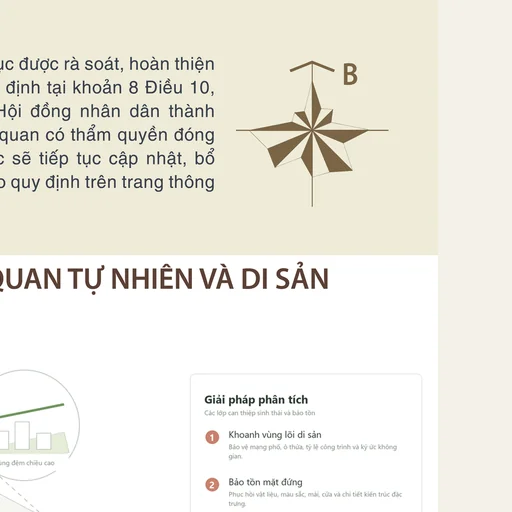 ục được rà soát, hoàn thiện
định tại khoản 8 Điều 10,
Hội đồng nhân dân thành
quan có thẩm quyền đóng
c sẽ tiếp tục cập nhật, bổ
o quy định trên trang thông
B
QUAN TỰ NHIÊN VÀ DI SẢN
Giải pháp phân tích
Các lớp can thiệp sinh thái và bảo tồn
1 Khoanh vùng lõi di sản
Bảo vệ mạng phố, ô thửa, tỷ lệ công trình và ký ức không
gian.
2 Bảo tồn mặt đứng
Phục hồi vật liệu, màu sắc, mái, cửa và chi tiết kiến trúc đặc
trưng.
ung đệm chiều cao